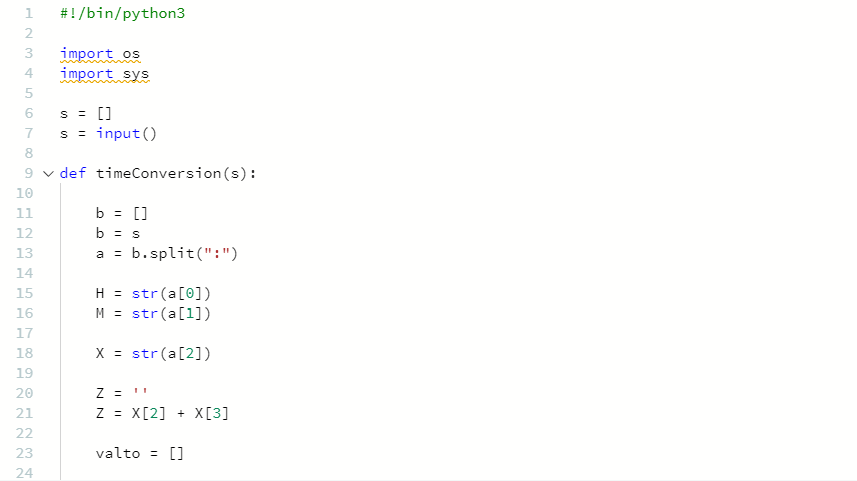 1 #!/bin/python3
2
3 import os
4 import sys
5
6 s = []
7 s = input()
8
9 def timeConversion(s):
10
11 b = []
12 b = s
13 a = b.split(":")
14
15 H = str(a[0])
16 M = str(a[1])
17
18 X = str(a[2])
19
20 Z = ''
21 Z = X[2] + X[3]
22
23 valto = []
24